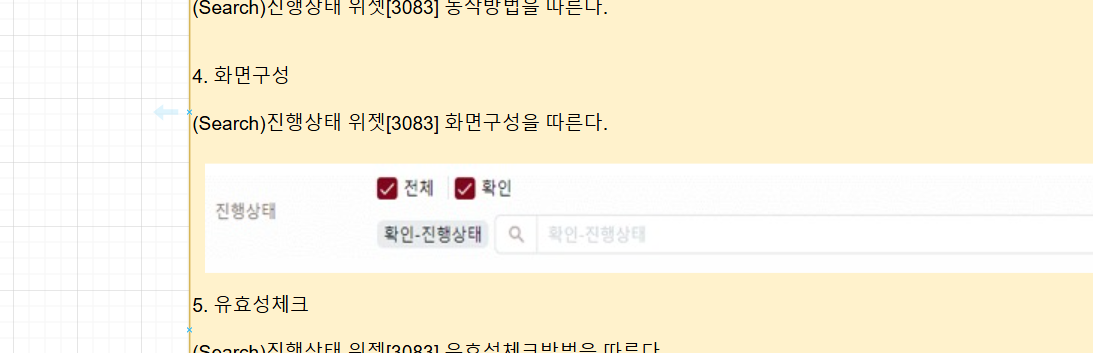 (Search)진행상태 위젯[3083] 동작방법을 따른다.
4. 화면구성
(Search)진행상태 위젯[3083] 화면구성을 따른다.
전체 확인
진행상태
확인-진행상태 확인-진행상태
5. 유효성체크
(Search)진행상태 위젯[3083] 유효성체크방법을 따른다